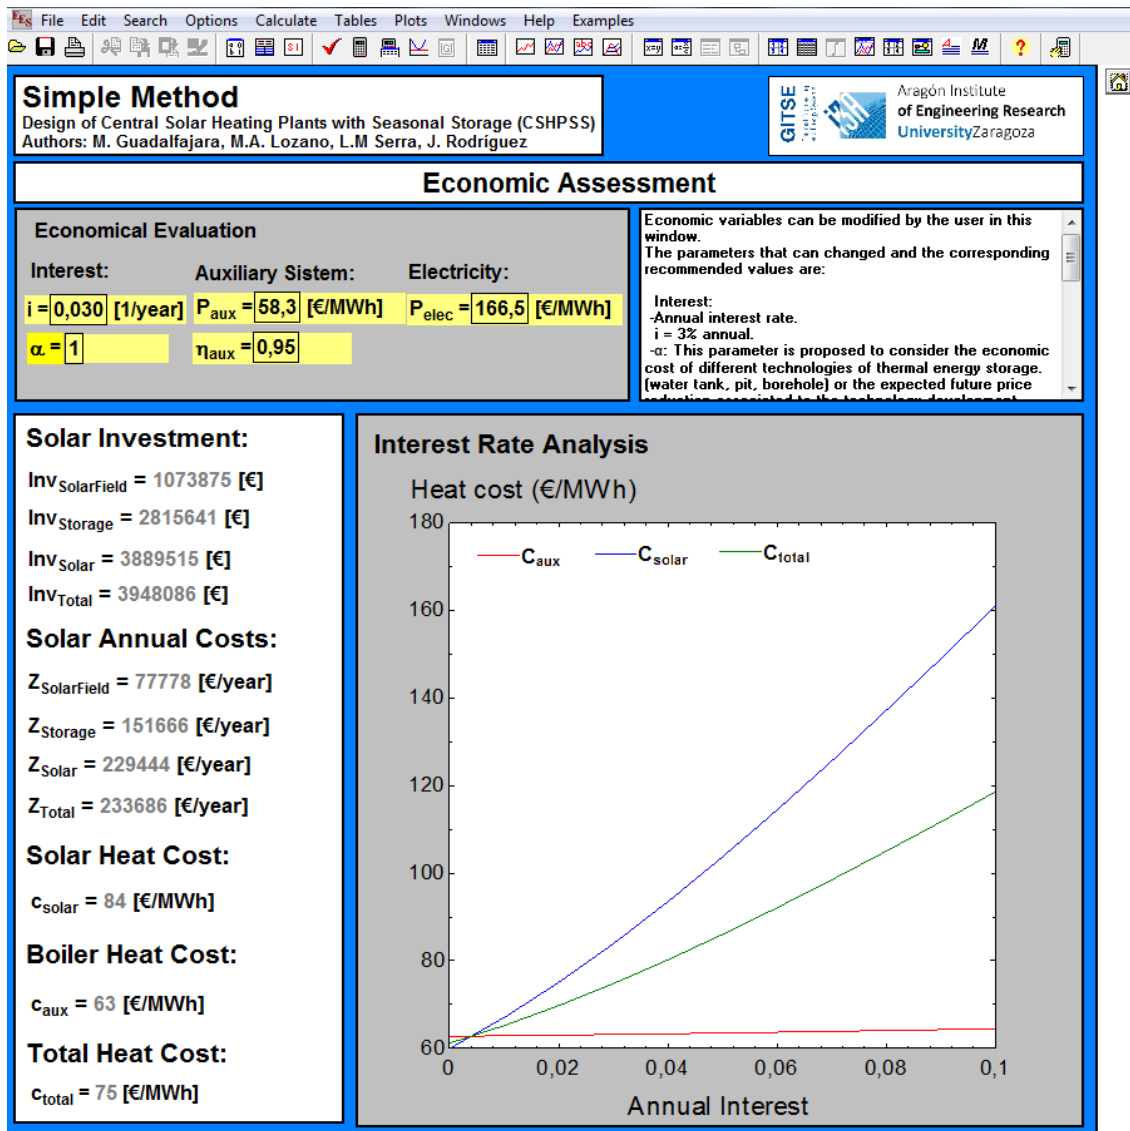 File Edit Search Options Calculate Tables Plots Windows Help Examples
Simple Method
Design of Central Solar Heating Plants with Seasonal Storage (CSHPSS)
Authors: M. Guadalfajara, M.A. Lozano, L.M Serra, J. Rodríguez
GITSE
Aragón Institute
of Engineering Research
UniversityZaragoza
Economic Assessment
Economical Evaluation
Interest: Auxiliary Sistem: Electricity:
i = 0,030 [1/year] Paux = 58,3 [€/MWh] Pelec = 166,5 [€/MWh]
α = 1 ηaux = 0,95
Economic variables can be modified by the user in this
window.
The parameters that can changed and the corresponding
recommended values are:
Interest:
-Annual interest rate.
i = 3% annual.
-α: This parameter is proposed to consider the economic
cost of different technologies of thermal energy storage.
(water tank, pit, borehole) or the expected future price
reduction associated to the technology development
Solar Investment:
InvSolarField = 1073875 [€]
InvStorage = 2815641 [€]
InvSolar = 3889515 [€]
InvTotal = 3948086 [€]
Solar Annual Costs:
ZSolarField = 77778 [€/year]
ZStorage = 151666 [€/year]
ZSolar = 229444 [€/year]
ZTotal = 233686 [€/year]
Solar Heat Cost:
csolar = 84 [€/MWh]
Boiler Heat Cost:
caux = 63 [€/MWh]
Total Heat Cost:
ctotal = 75 [€/MWh]
Interest Rate Analysis
Heat cost (€/MWh)
180
Caux Csolar Ctotal
160
140
120
100
80
60
0 0,02 0,04 0,06 0,08 0,1
Annual Interest